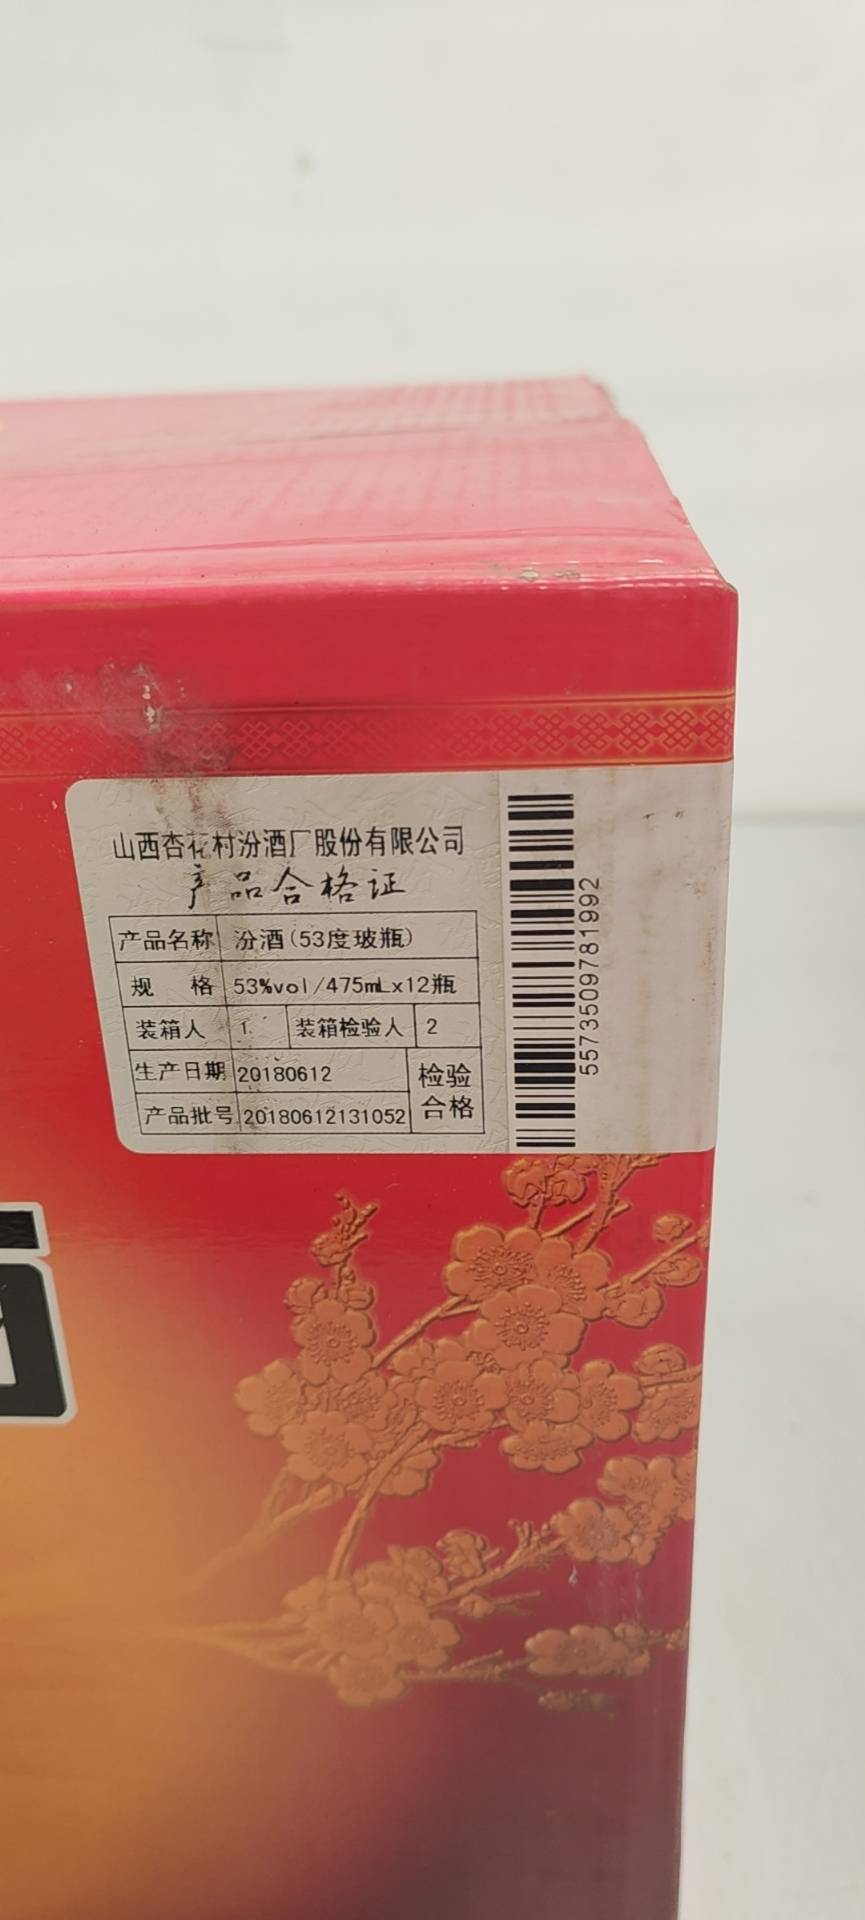 山西杏花村汾酒厂股份有限公司
产品合格证
产品名称 汾酒(53度玻瓶)
规 格 53%vol/475mLx12瓶
装箱人 1 装箱检验人 2
生产日期 20180612 检验
产品批号 20180612131052 合格
5573509781992